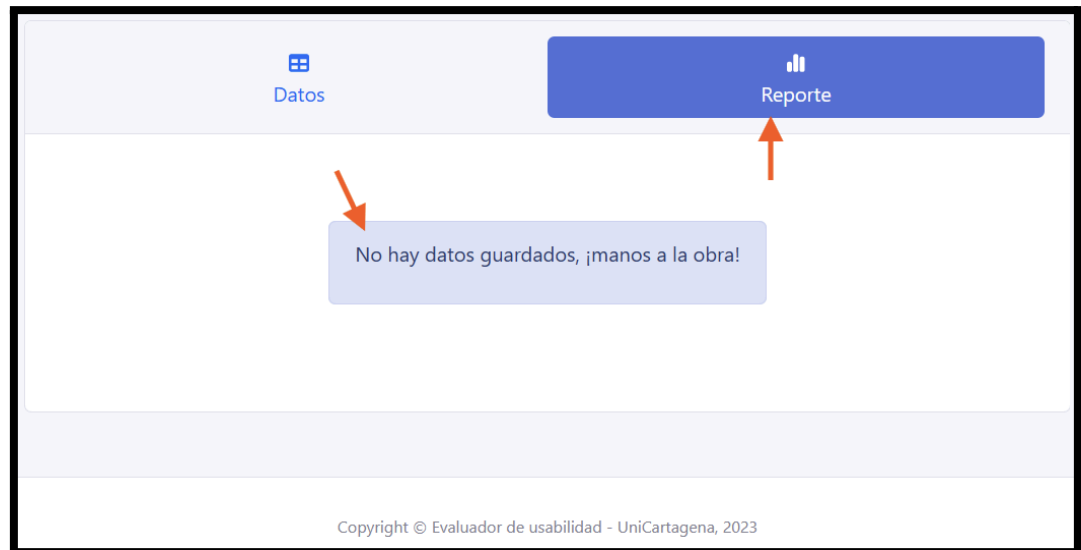 Datos
Reporte
No hay datos guardados, ¡manos a la obra!
Copyright © Evaluador de usabilidad - UniCartagena, 2023